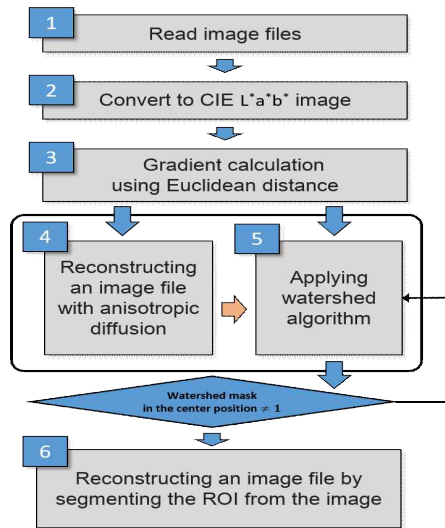 1
Read image files
2
Convert to CIE L*a*b* image
3
Gradient calculation
using Euclidean distance
4
Reconstructing
an image file
with anisotropic
diffusion
5
Applying
watershed
algorithm
Watershed mask
in the center position ≠ 1
6
Reconstructing an image file by
segmenting the ROI from the image